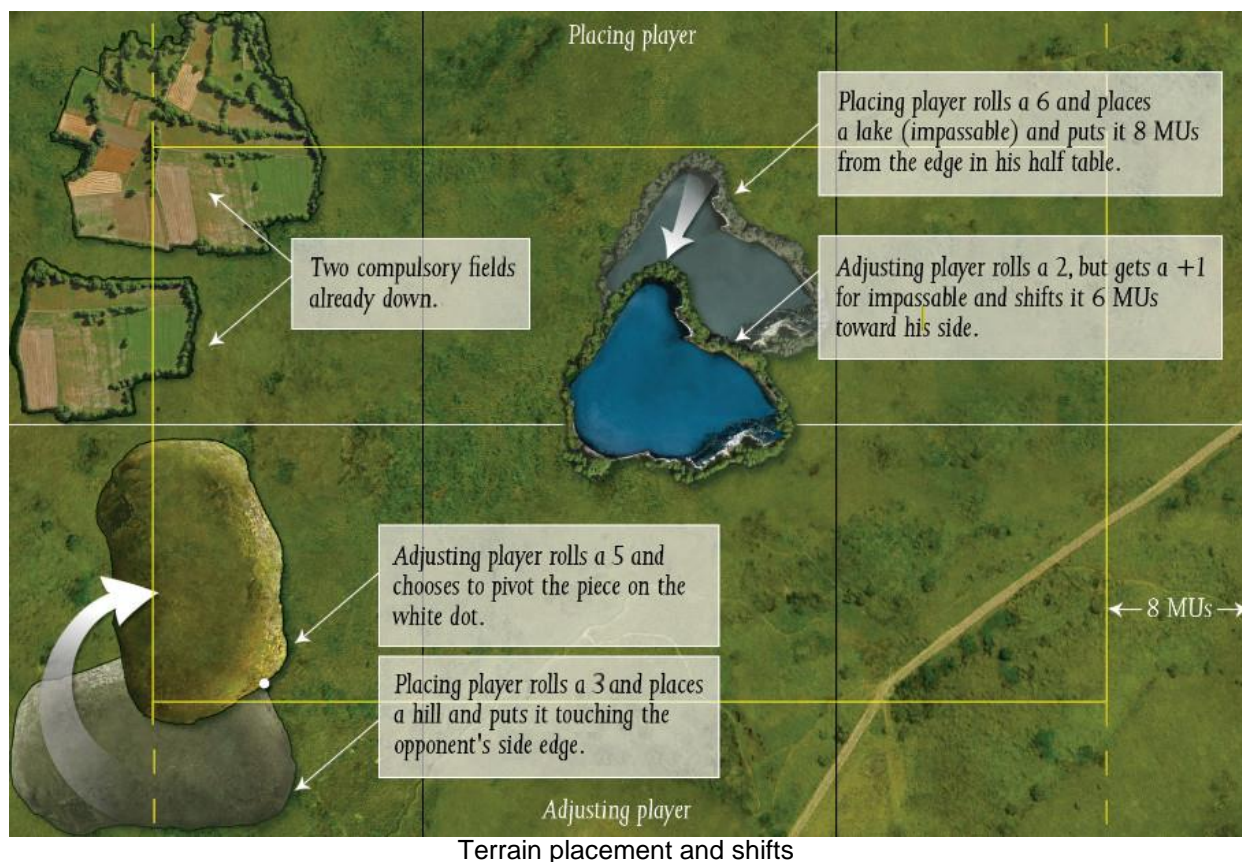 Placing player
Placing player rolls a 6 and places
a lake (impassable) and puts it 8 MUs
from the edge in his half table.
Two compulsory fields
already down.
Adjusting player rolls a 2, but gets a +1
for impassable and shifts it 6 MUs
toward his side.
Adjusting player rolls a 5 and
chooses to pivot the piece on the
white dot.
8 MUs
Placing player rolls a 3 and places
a hill and puts it touching the
opponent's side edge.
Adjusting player
Terrain placement and shifts